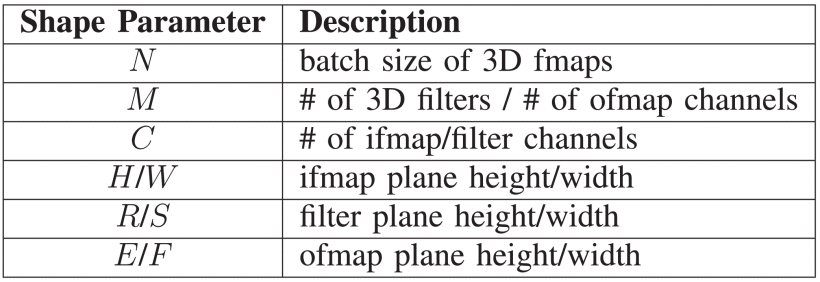 Shape Parameter Description
N batch size of 3D fmaps
M # of 3D filters / # of ofmap channels
C # of ifmap/filter channels
H/W ifmap plane height/width
R/S filter plane height/width
E/F ofmap plane height/width